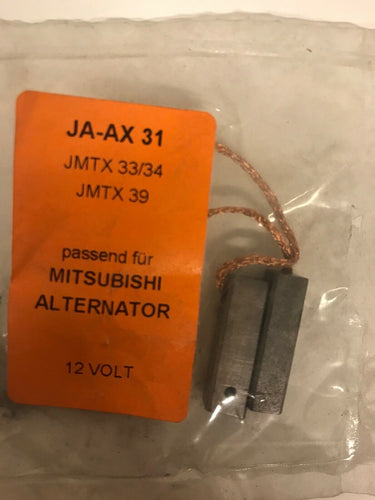 JA-AX 31
JMTX 33/34
JMTX 39
passend für
MITSUBISHI
ALTERNATOR
12 VOLT